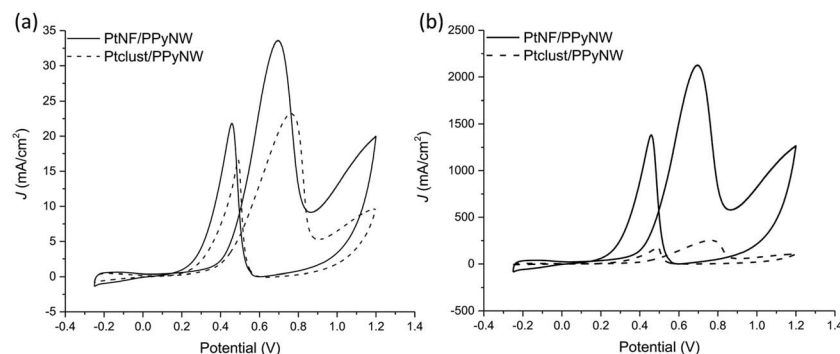 (a)
PtNF/PPyNW
Ptclust/PPyNW
35
30
25
20
15
10
5
0
-5
J (mA/cm²)
-0.4 -0.2 0.0 0.2 0.4 0.6 0.8 1.0 1.2 1.4
Potential (V)
(b)
PtNF/PPyNW
Ptclust/PPyNW
2500
2000
1500
1250
500
250
0
-500
J (mA/cm²)
-0.4 -0.2 0.0 0.2 0.4 0.6 0.8 1.0 1.2 1.4
Potential (V)